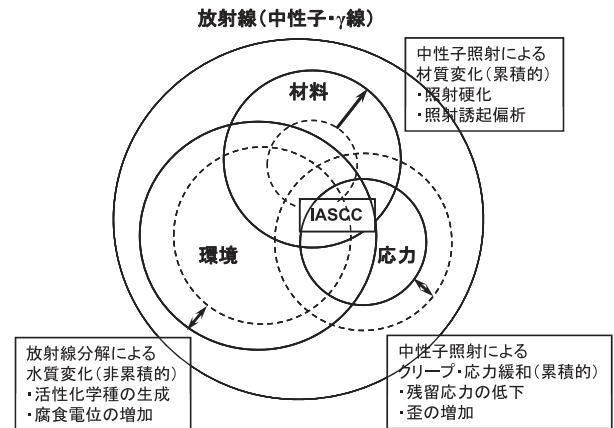 放射線(中性子・γ線)
中性子照射による
材質変化(累積的)
・照射硬化
・照射誘起偏析
材料
IASCC
環境
応力
放射線分解による
水質変化(非累積的)
・活性化学種の生成
・腐食電位の増加
中性子照射による
クリープ・応力緩和(累積的)
・残留応力の低下
・歪の増加